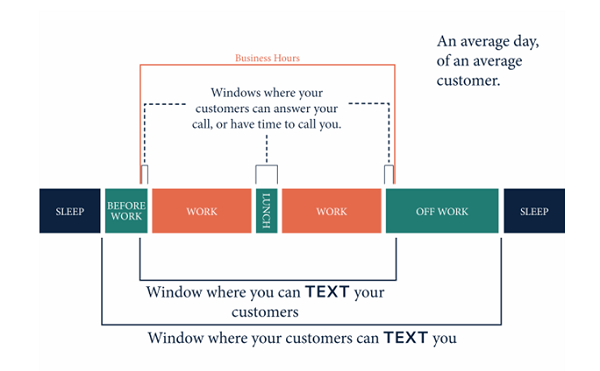 An average day,
of an average
customer.
Business Hours
Windows where your
customers can answer your
call, or have time to call you.
SLEEP
BEFORE
WORK
WORK
LUNCH
WORK
OFF WORK
SLEEP
Window where you can TEXT your
customers
Window where your customers can TEXT you